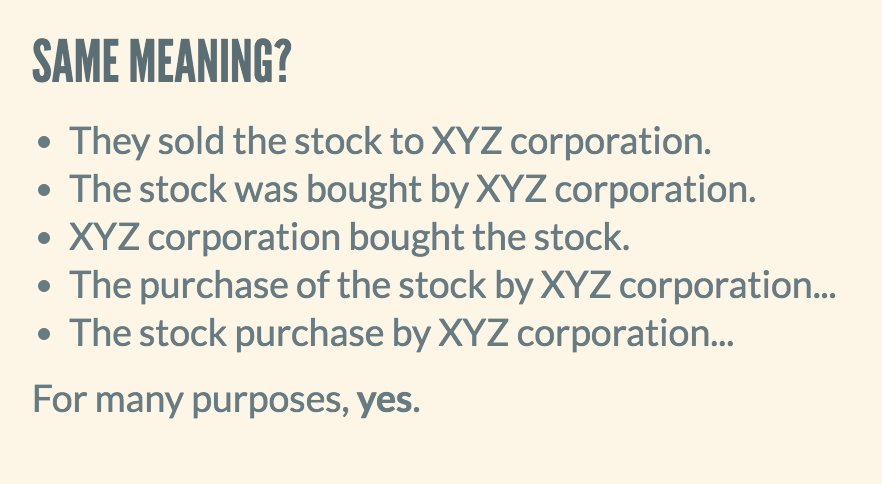 SAME MEANING?
• They sold the stock to XYZ corporation.
• The stock was bought by XYZ corporation.
• XYZ corporation bought the stock.
• The purchase of the stock by XYZ corporation...
• The stock purchase by XYZ corporation...
For many purposes, yes.